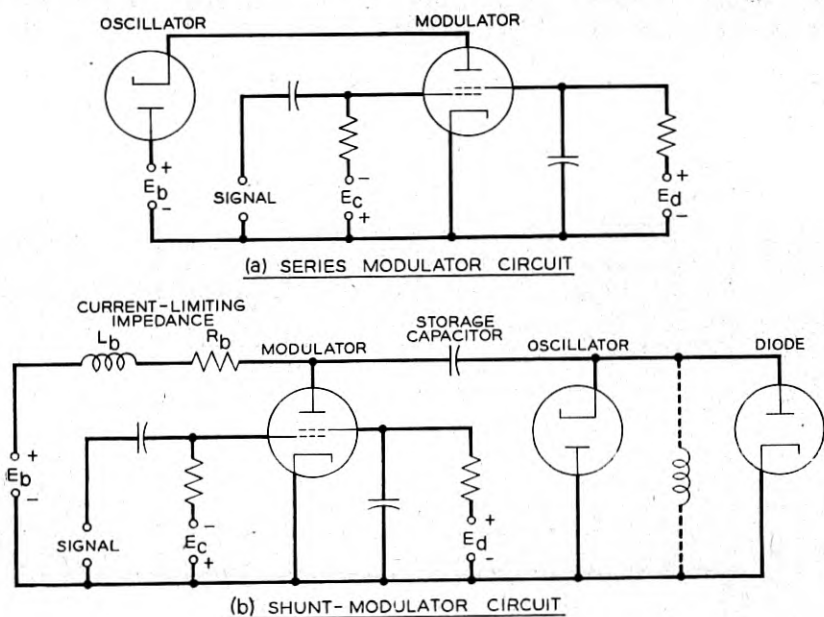 OSCILLATOR
MODULATOR
+
Eb
-
SIGNAL
-
Ec
+
+
Ed
-
(a) SERIES MODULATOR CIRCUIT
CURRENT-LIMITING
IMPEDANCE
Lb
Rb
MODULATOR
STORAGE
CAPACITOR
OSCILLATOR
DIODE
+
Eb
-
SIGNAL
-
Ec
+
+
Ed
-
(b) SHUNT-MODULATOR CIRCUIT